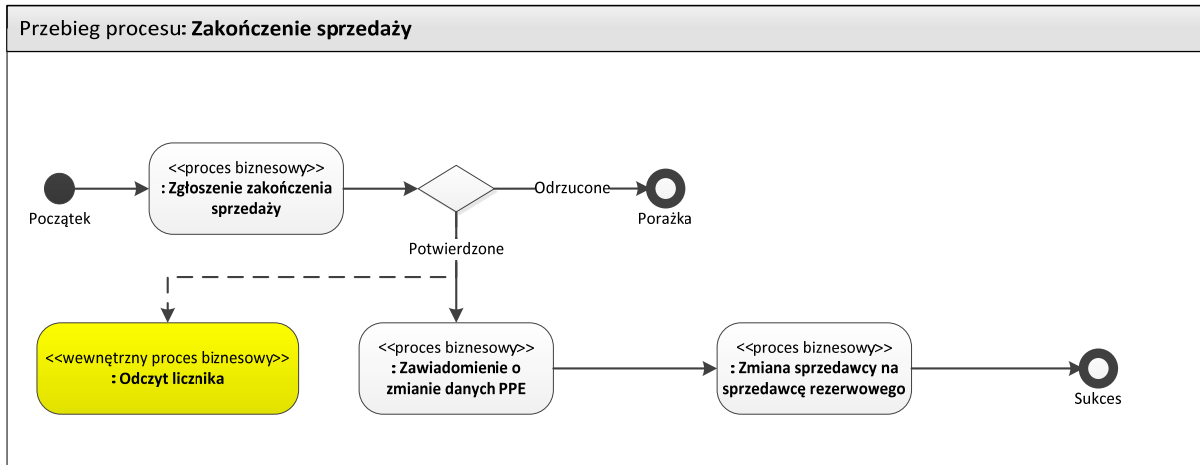 Przebieg procesu: Zakończenie sprzedaży
<<proces biznesowy>>
: Zgłoszenie zakończenia
sprzedaży
Początek
Odrzucone
Porażka
Potwierdzone
<<wewnętrzny proces biznesowy>>
: Odczyt licznika
<<proces biznesowy>>
: Zawiadomienie o
zmianie danych PPE
<<proces biznesowy>>
: Zmiana sprzedawcy na
sprzedawcę rezerwowego
Sukces